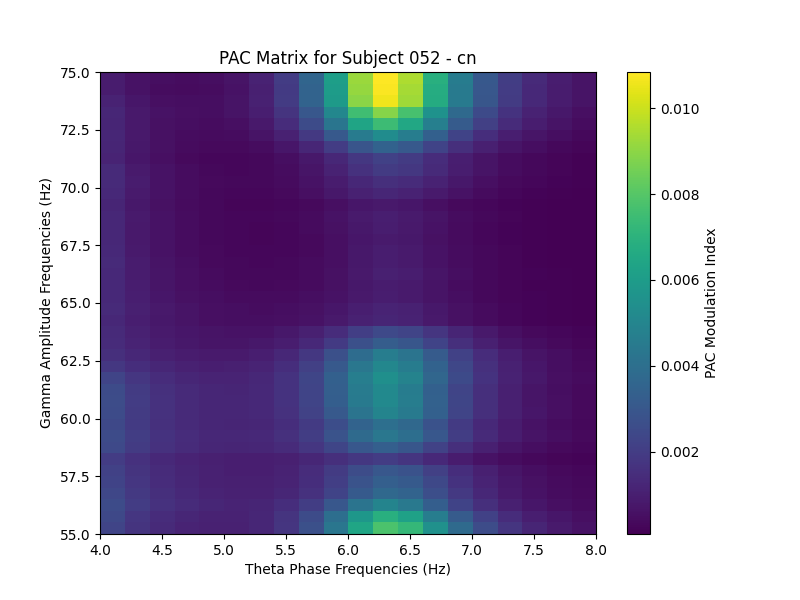 PAC Matrix for Subject 052 - cn
75.0
72.5
70.0
67.5
65.0
62.5
60.0
57.5
55.0
Gamma Amplitude Frequencies (Hz)
4.0 4.5 5.0 5.5 6.0 6.5 7.0 7.5 8.0
Theta Phase Frequencies (Hz)
0.010
0.008
0.006
0.004
0.002
PAC Modulation Index